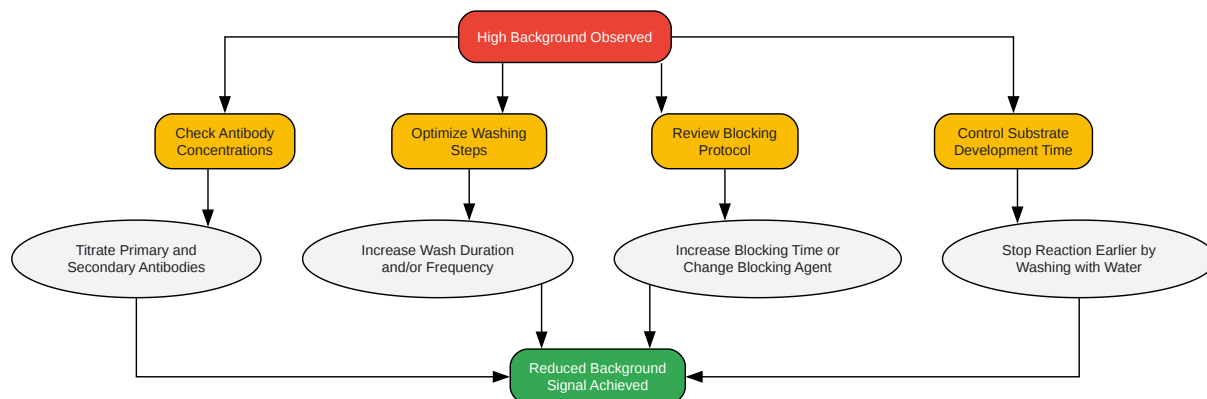 High Background Observed
Check Antibody
Concentrations
Optimize Washing
Steps
Review Blocking
Protocol
Control Substrate
Development Time
Titrate Primary and
Secondary Antibodies
Increase Wash Duration
and/or Frequency
Increase Blocking Time or
Change Blocking Agent
Stop Reaction Earlier by
Washing with Water
Reduced Background
Signal Achieved